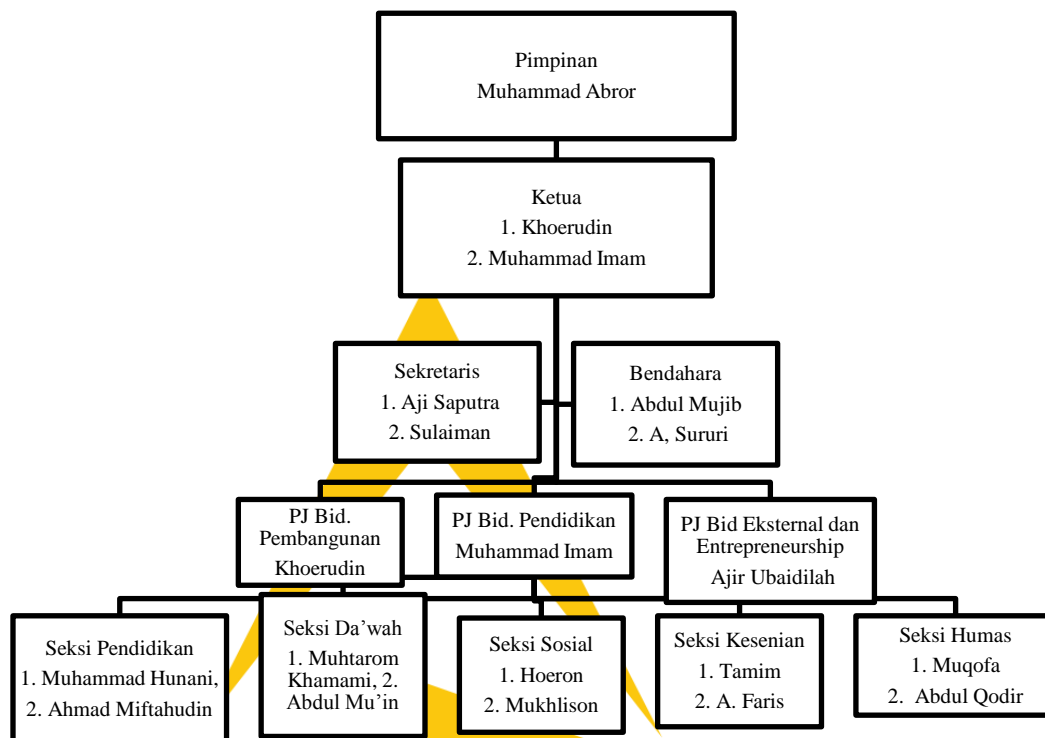 Pimpinan
Muhammad Abror
Ketua
1. Khoerudin
2. Muhammad Imam
Sekretaris
1. Aji Saputra
2. Sulaiman
Bendahara
1. Abdul Mujib
2. A, Sururi
PJ Bid.
Pembangunan
Khoerudin
PJ Bid. Pendidikan
Muhammad Imam
PJ Bid Eksternal dan
Entrepreneurship
Ajir Ubaidilah
Seksi Pendidikan
1. Muhammad Hunani,
2. Ahmad Miftahudin
Seksi Da’wah
1. Muhtarom
Khamami, 2.
Abdul Mu’in
Seksi Sosial
1. Hoeron
2. Mukhlison
Seksi Kesenian
1. Tamim
2. A. Faris
Seksi Humas
1. Muqofa
2. Abdul Qodir